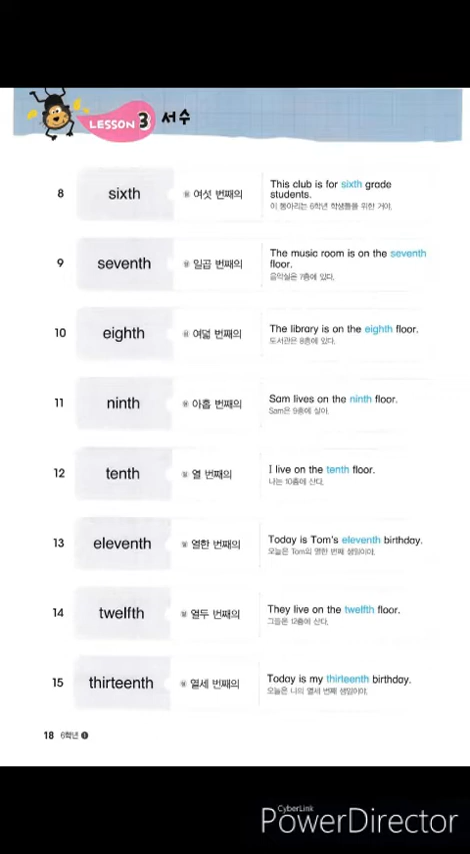 LESSON 3 서수
8 sixth 여섯 번째의 This club is for sixth grade
students.
이 동아리는 6학년 학생들을 위한 거야.
9 seventh 일곱 번째의 The music room is on the seventh
floor.
음악실은 7층에 있다.
10 eighth 여덟 번째의 The library is on the eighth floor.
도서관은 8층에 있다.
11 ninth 아홉 번째의 Sam lives on the ninth floor.
Sam은 9층에 살아.
12 tenth 열 번째의 I live on the tenth floor.
나는 10층에 산다.
13 eleventh 열한 번째의 Today is Tom's eleventh birthday.
오늘은 Tom의 열한 번째 생일이야.
14 twelfth 열두 번째의 They live on the twelfth floor.
그들은 12층에 산다.
15 thirteenth 열세 번째의 Today is my thirteenth birthday.
오늘은 나의 열세 번째 생일이야.
18 6학년 1
CyberLink
PowerDirector